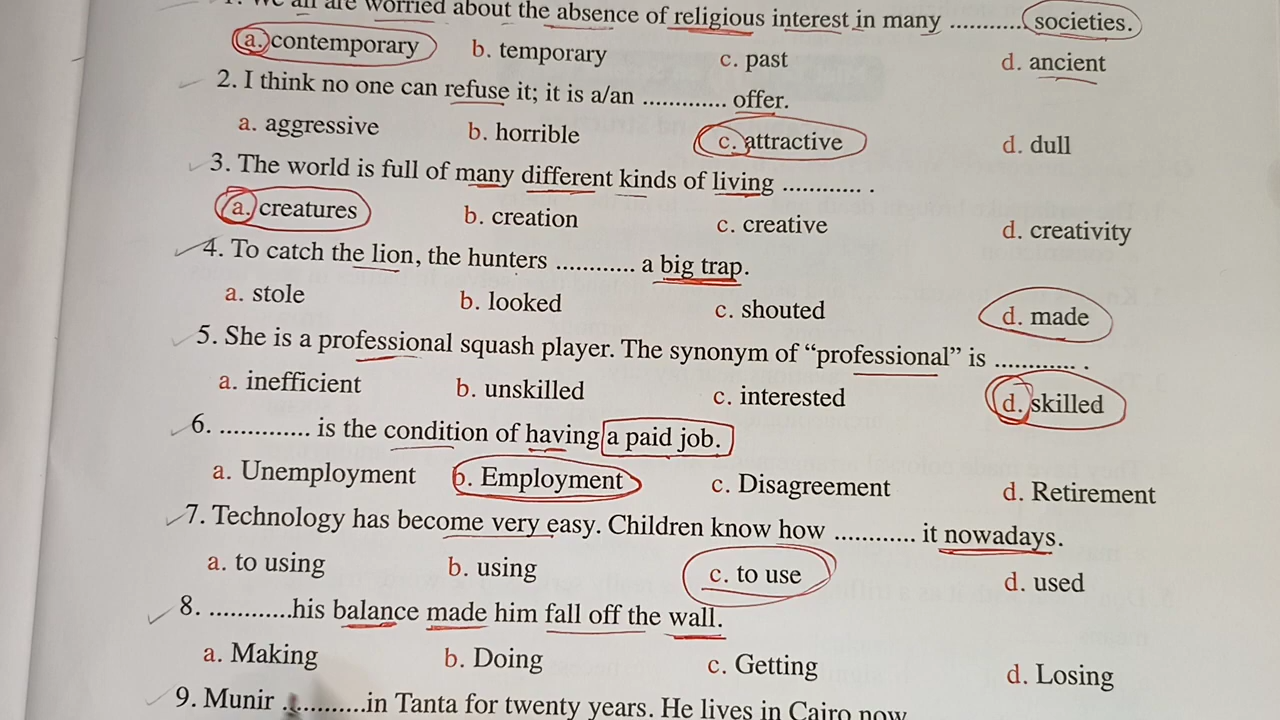 1. We all are worried about the absence of religious interest in many ............ societies.
a. contemporary b. temporary c. past d. ancient
2. I think no one can refuse it; it is a/an ............. offer.
a. aggressive b. horrible c. attractive d. dull
3. The world is full of many different kinds of living ............ .
a. creatures b. creation c. creative d. creativity
4. To catch the lion, the hunters ............ a big trap.
a. stole b. looked c. shouted d. made
5. She is a professional squash player. The synonym of “professional” is ............ .
a. inefficient b. unskilled c. interested d. skilled
6. ............. is the condition of having a paid job.
a. Unemployment b. Employment c. Disagreement d. Retirement
7. Technology has become very easy. Children know how ............ it nowadays.
a. to using b. using c. to use d. used
8. ............his balance made him fall off the wall.
a. Making b. Doing c. Getting d. Losing
9. Munir ............in Tanta for twenty years. He lives in Cairo now